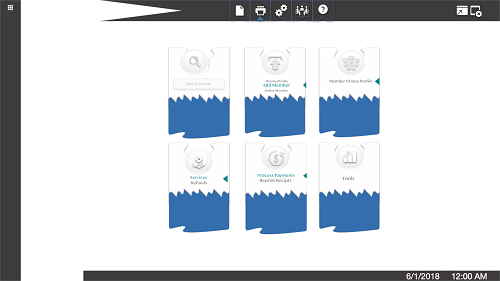 Quick Search
Member Profile
Add Member
Delete Member
Member Fitness Profile
Services
Refunds
Process Payments
Reprint Receipts
Tools
6/1/2018 12:00 AM